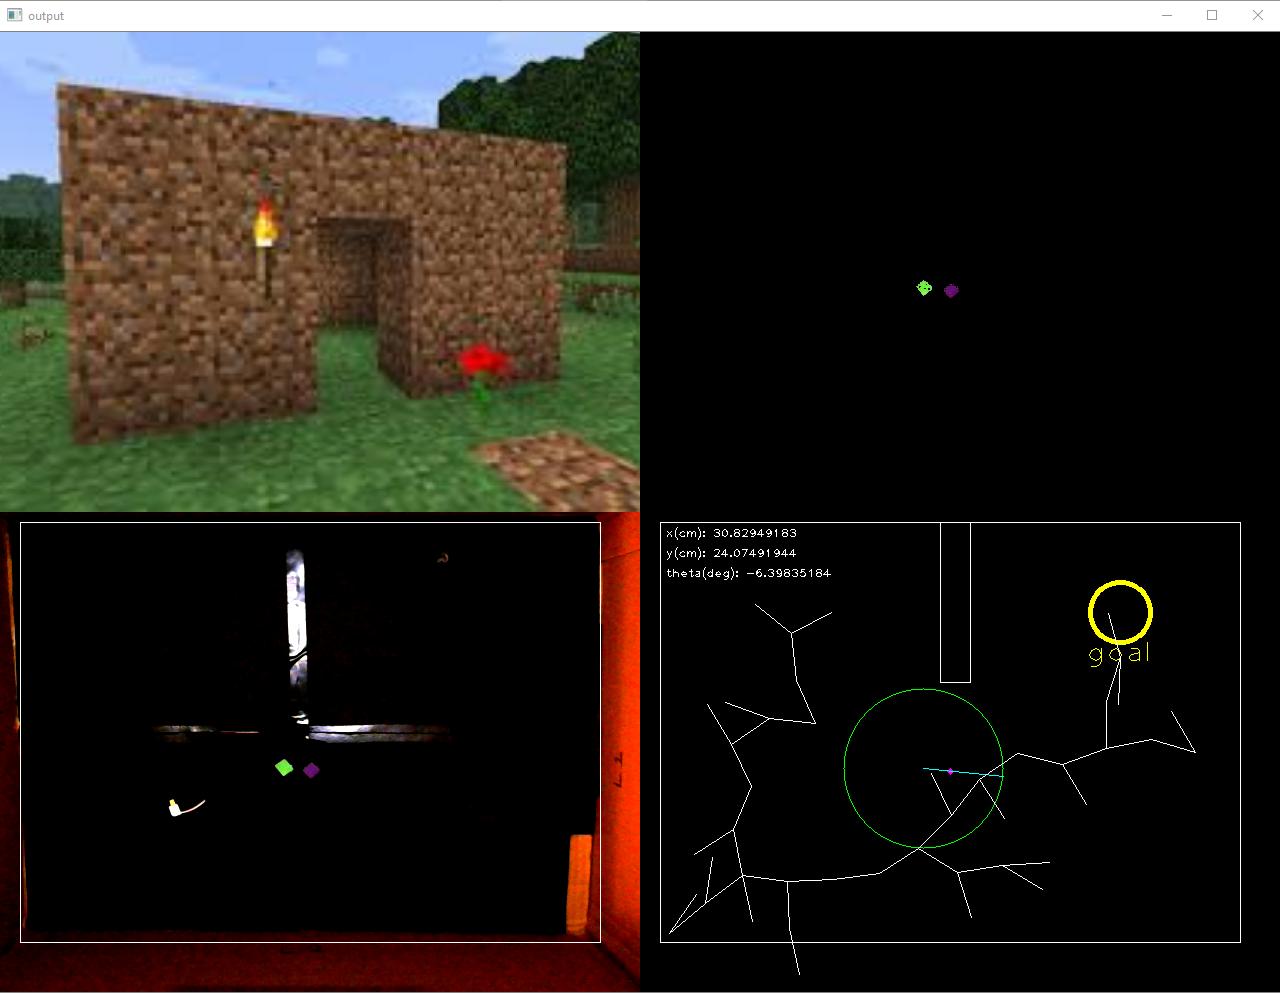 output
x(cm): 30.82949183
y(cm): 24.07491944
theta(deg): -6.39835184
goal